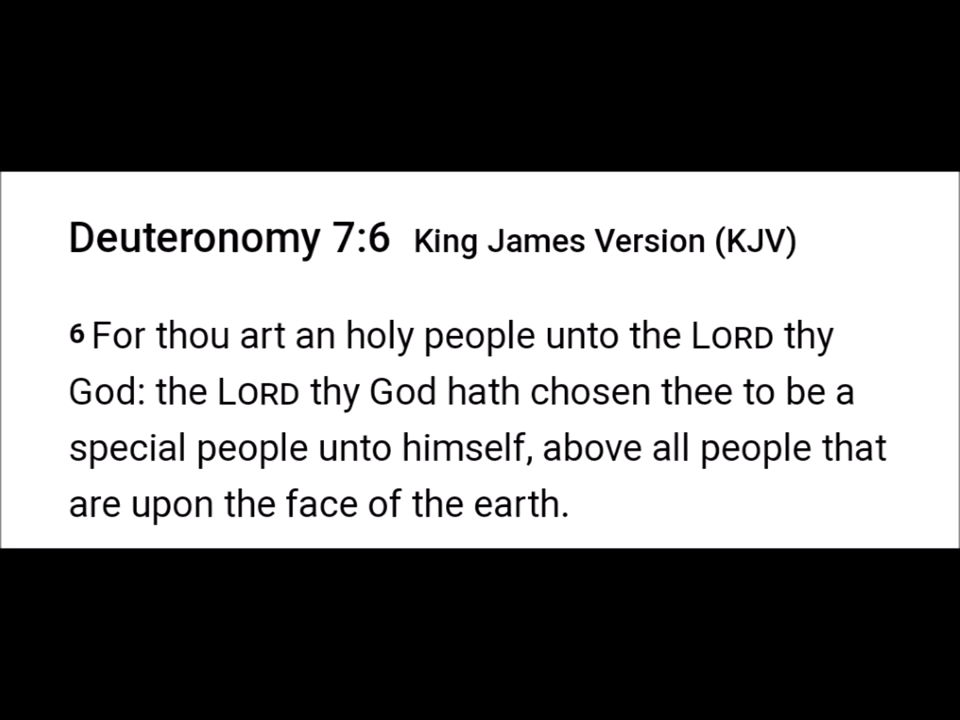 Deuteronomy 7:6 King James Version (KJV)
6 For thou art an holy people unto the LORD thy
God: the LORD thy God hath chosen thee to be a
special people unto himself, above all people that
are upon the face of the earth.